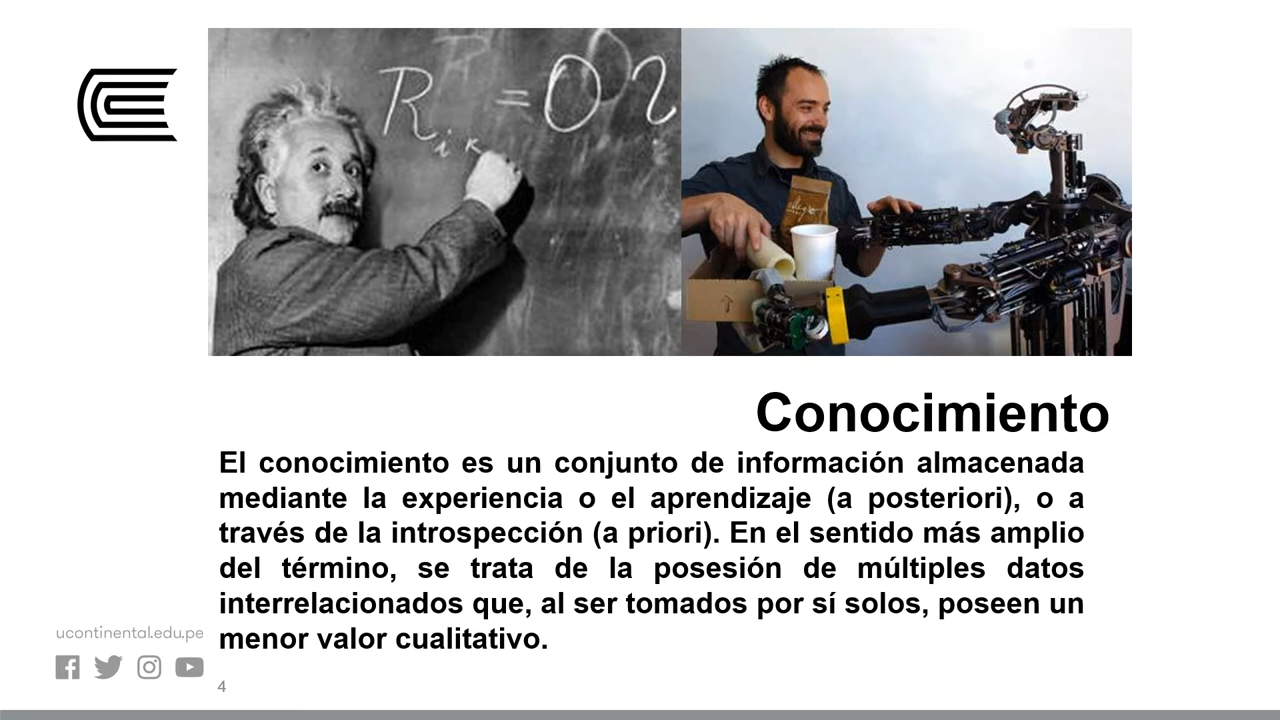 R i κ = 0 ?
Conocimiento
El conocimiento es un conjunto de información almacenada
mediante la experiencia o el aprendizaje (a posteriori), o a
través de la introspección (a priori). En el sentido más amplio
del término, se trata de la posesión de múltiples datos
interrelacionados que, al ser tomados por sí solos, poseen un
menor valor cualitativo.
ucontinental.edu.pe
4